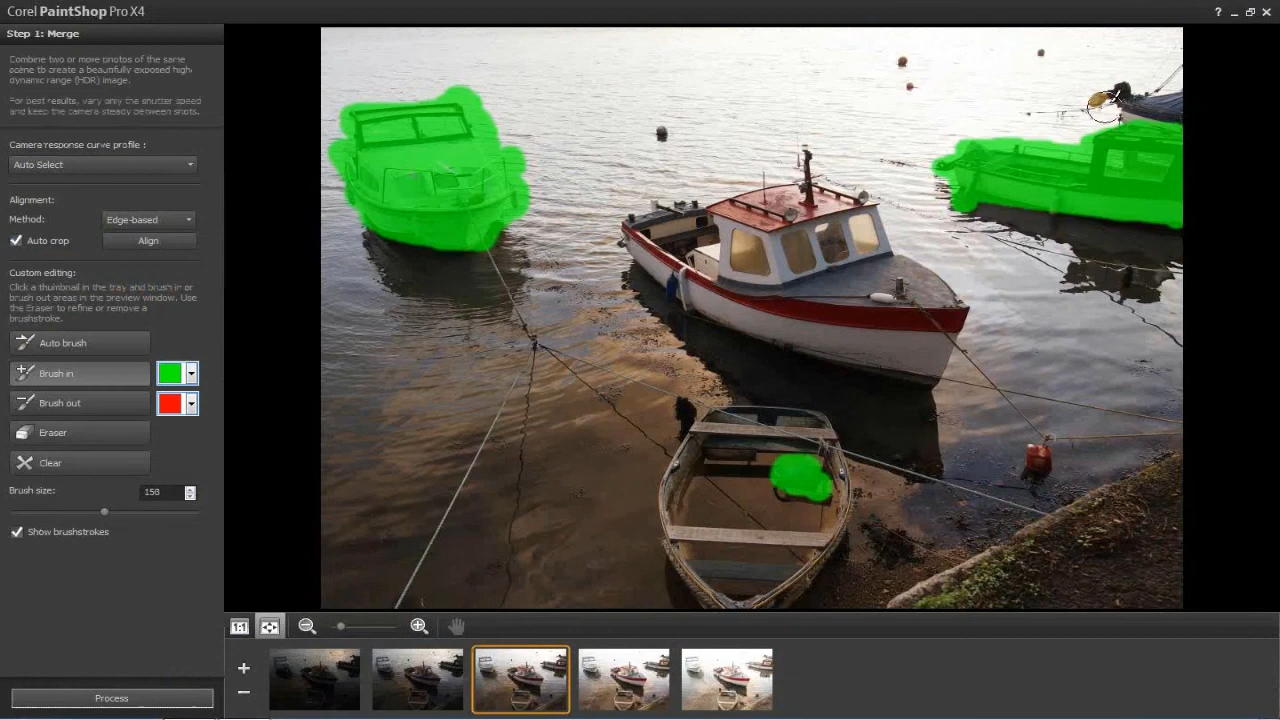 Corel PaintShop Pro X4
?
Step 1: Merge
Combine two or more photos of the same
scene to create a beautifully exposed high-
dynamic range (HDR) image.
For best results, vary only the shutter speed
and keep the camera steady between shots.
Camera response curve profile :
Auto Select
Alignment:
Method:
Edge-based
Auto crop
Align
Custom editing:
Click a thumbnail in the tray and brush in or
brush out areas in the preview window. Use
the Eraser to refine or remove a
brushstroke.
Auto brush
Brush in
Brush out
Eraser
Clear
Brush size:
150
Show brushstrokes
1:1
Process